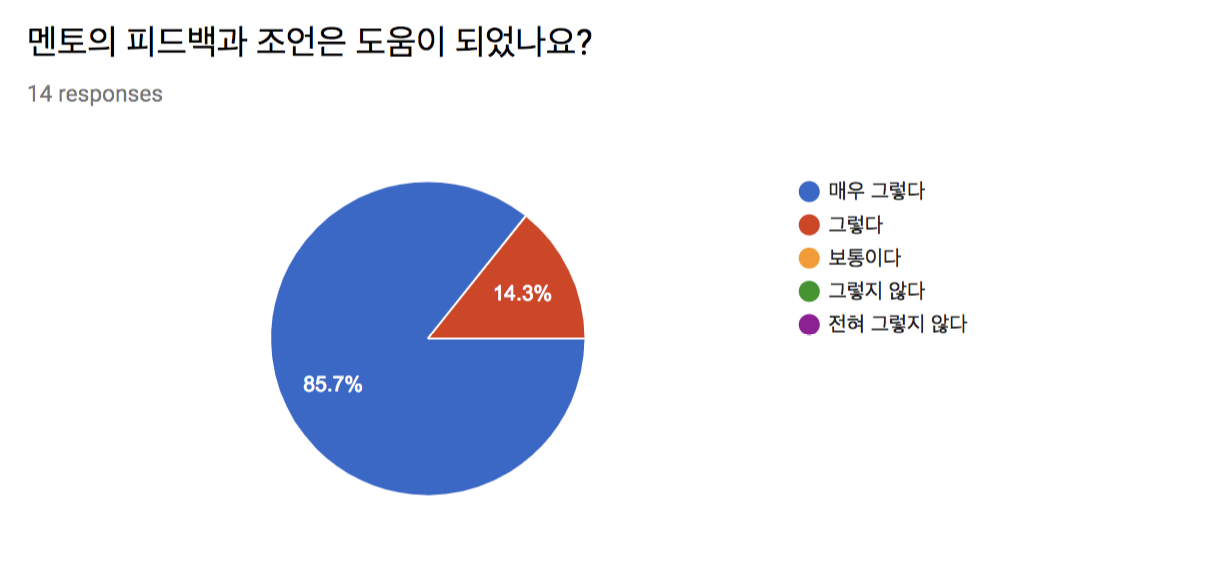 멘토의 피드백과 조언은 도움이 되었나요?
14 responses
매우 그렇다
그렇다
보통이다
그렇지 않다
전혀 그렇지 않다
14.3%
85.7%